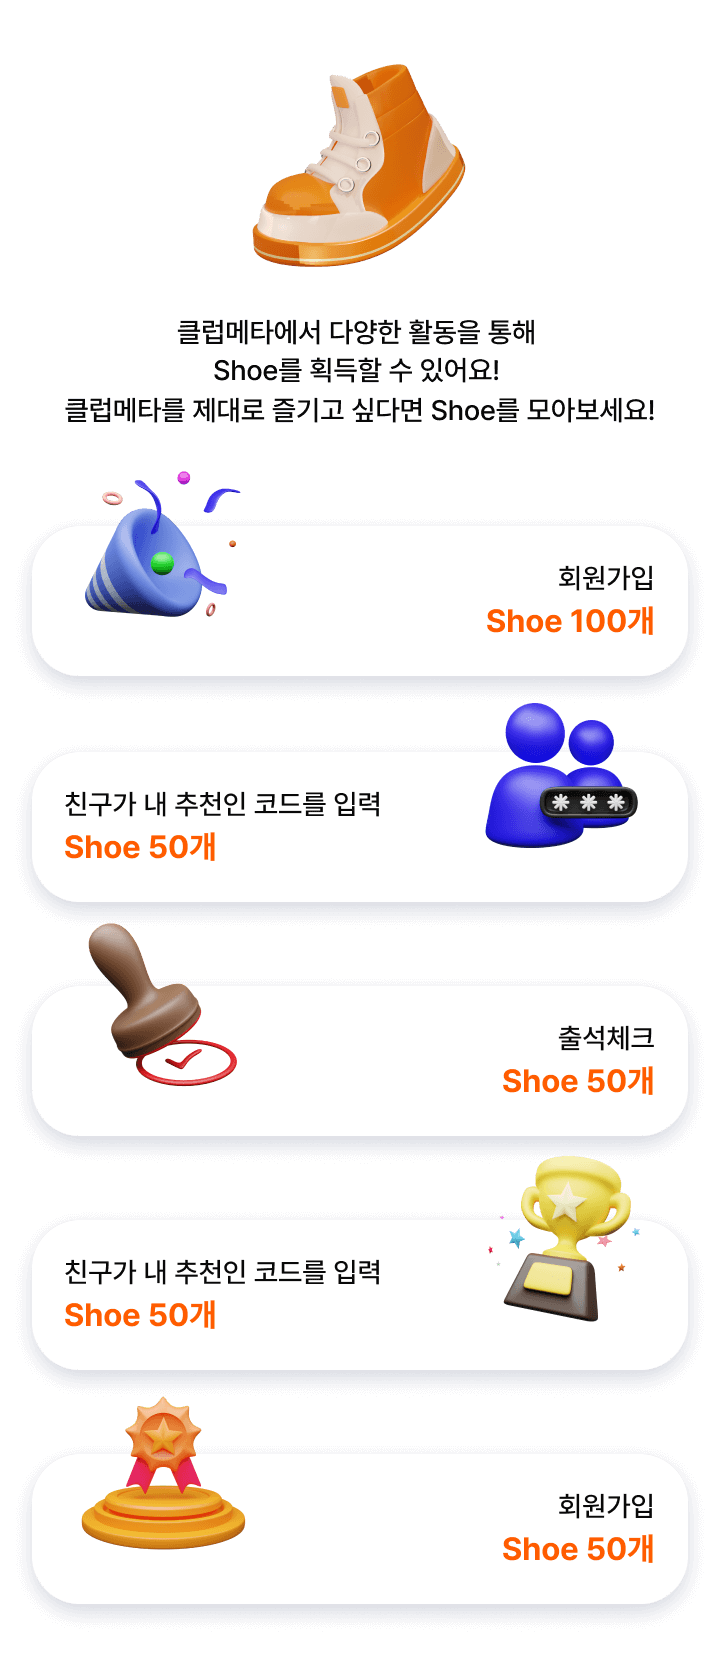 클럽메타에서 다양한 활동을 통해
Shoe를 획득할 수 있어요!
클럽메타를 제대로 즐기고 싶다면 Shoe를 모아보세요!
회원가입
Shoe 100개
친구가 내 추천인 코드를 입력
Shoe 50개
출석체크
Shoe 50개
친구가 내 추천인 코드를 입력
Shoe 50개
회원가입
Shoe 50개